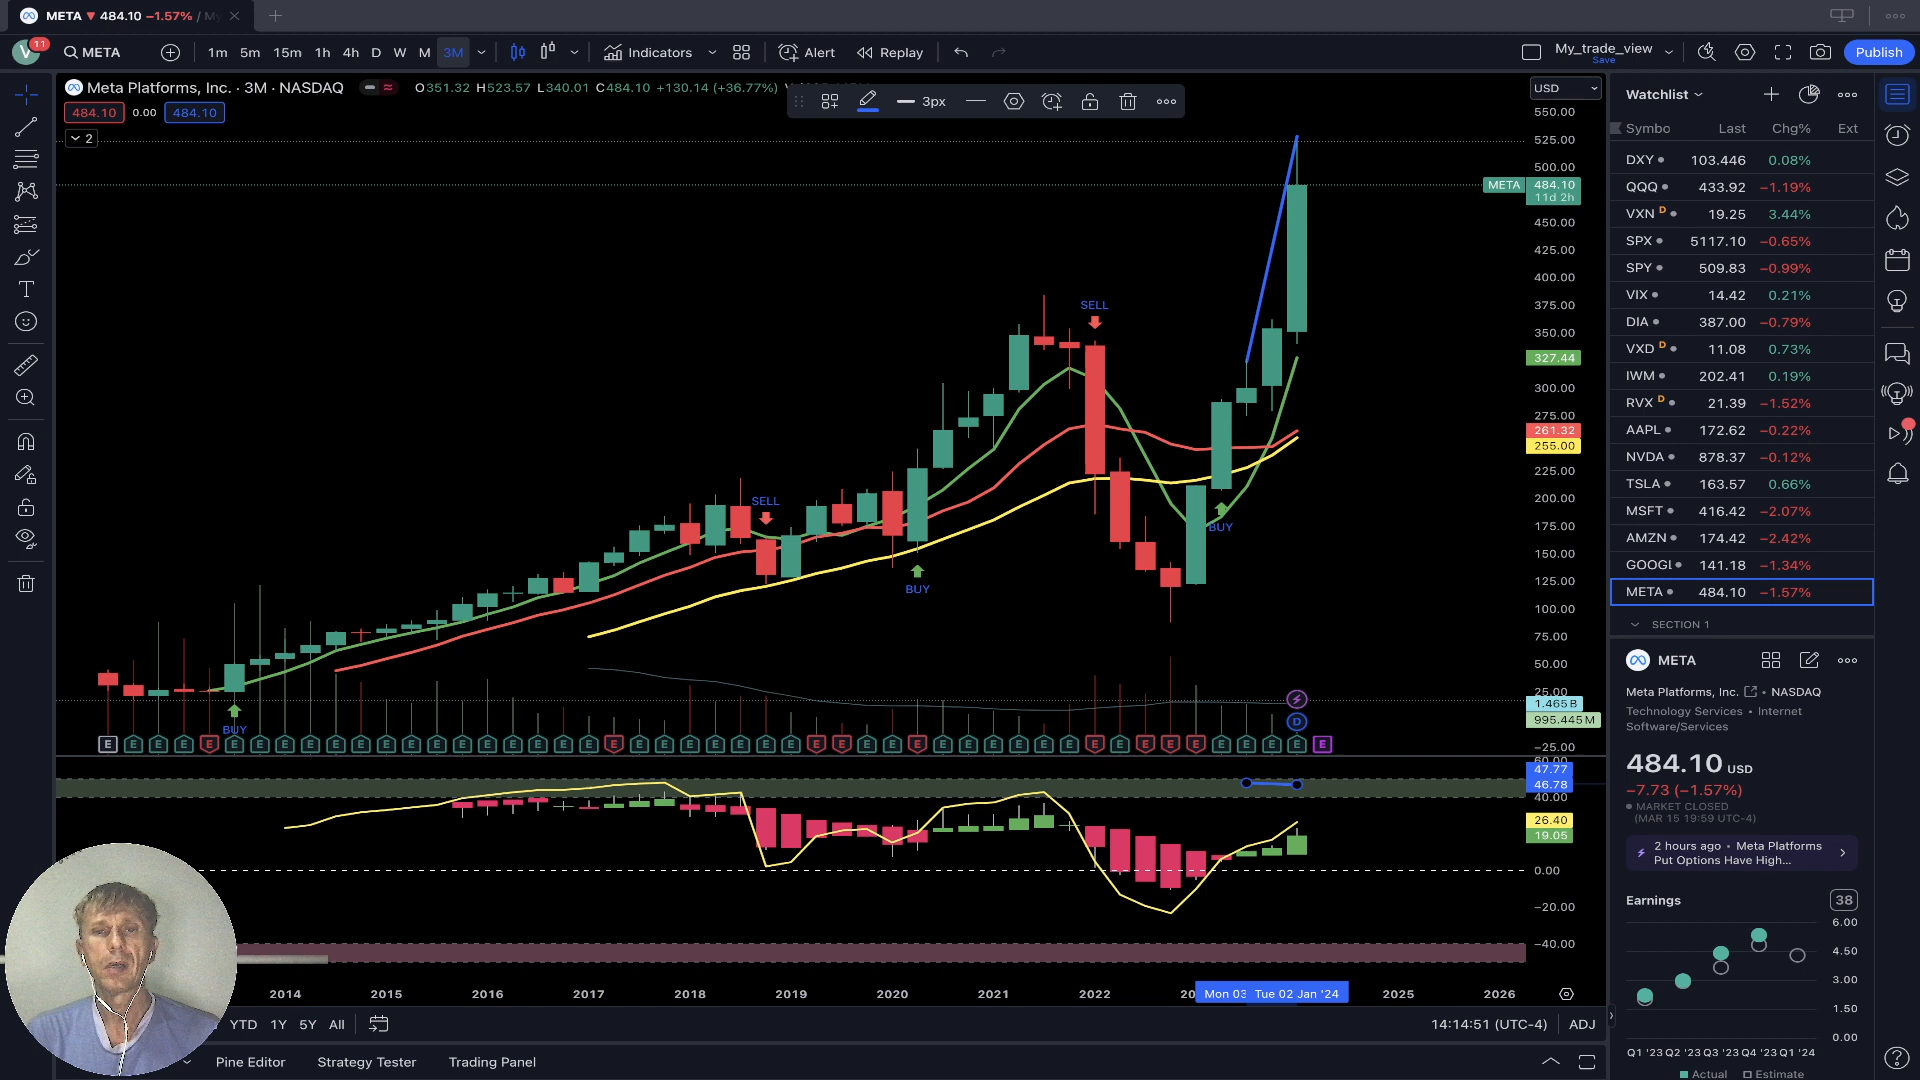 META ▼ 484.10 −1.57% / My
V 11
META
1m 5m 15m 1h 4h D W M 3M
Indicators
Alert
Replay
My_trade_view
Save
Publish
Meta Platforms, Inc. · 3M · NASDAQ
O351.32 H523.57 L340.01 C484.10 +130.14 (+36.77%)
484.10 0.00 484.10
2
3px
USD
550.00
525.00
500.00
META 484.10
11d 2h
450.00
425.00
400.00
375.00
350.00
327.44
300.00
275.00
261.32
255.00
225.00
200.00
175.00
150.00
125.00
100.00
75.00
50.00
25.00
1.465B
995.445M
−25.00
60.00
47.77
46.78
40.00
26.40
19.05
0.00
−20.00
−40.00
SELL
SELL
BUY
BUY
BUY
D
E E E E E E E E E E E E E E E E E E E E E E E E E E E E E E E E E E E E E E E E E E E E E E E E E
2014 2015 2016 2017 2018 2019 2020 2021 2022 20 Mon 03 Tue 02 Jan '24 2025 2026
YTD 1Y 5Y All
14:14:51 (UTC-4) ADJ
Pine Editor Strategy Tester Trading Panel
Watchlist
Symbo Last Chg% Ext
DXY 103.446 0.08%
QQQ 433.92 −1.19%
VXN D 19.25 3.44%
SPX 5117.10 −0.65%
SPY 509.83 −0.99%
VIX 14.42 0.21%
DIA 387.00 −0.79%
VXD D 11.08 0.73%
IWM 202.41 0.19%
RVX D 21.39 −1.52%
AAPL 172.62 −0.22%
NVDA 878.37 −0.12%
TSLA 163.57 0.66%
MSFT 416.42 −2.07%
AMZN 174.42 −2.42%
GOOGL 141.18 −1.34%
META 484.10 −1.57%
SECTION 1
META
Meta Platforms, Inc. • NASDAQ
Technology Services • Internet
Software/Services
484.10 USD
−7.73 (−1.57%)
MARKET CLOSED
(MAR 15 19:59 UTC-4)
2 hours ago • Meta Platforms
Put Options Have High...
Earnings 38
6.00
4.50
3.00
1.50
0.00
Q1 '23 Q2 '23 Q3 '23 Q4 '23 Q1 '24
Actual Estimate